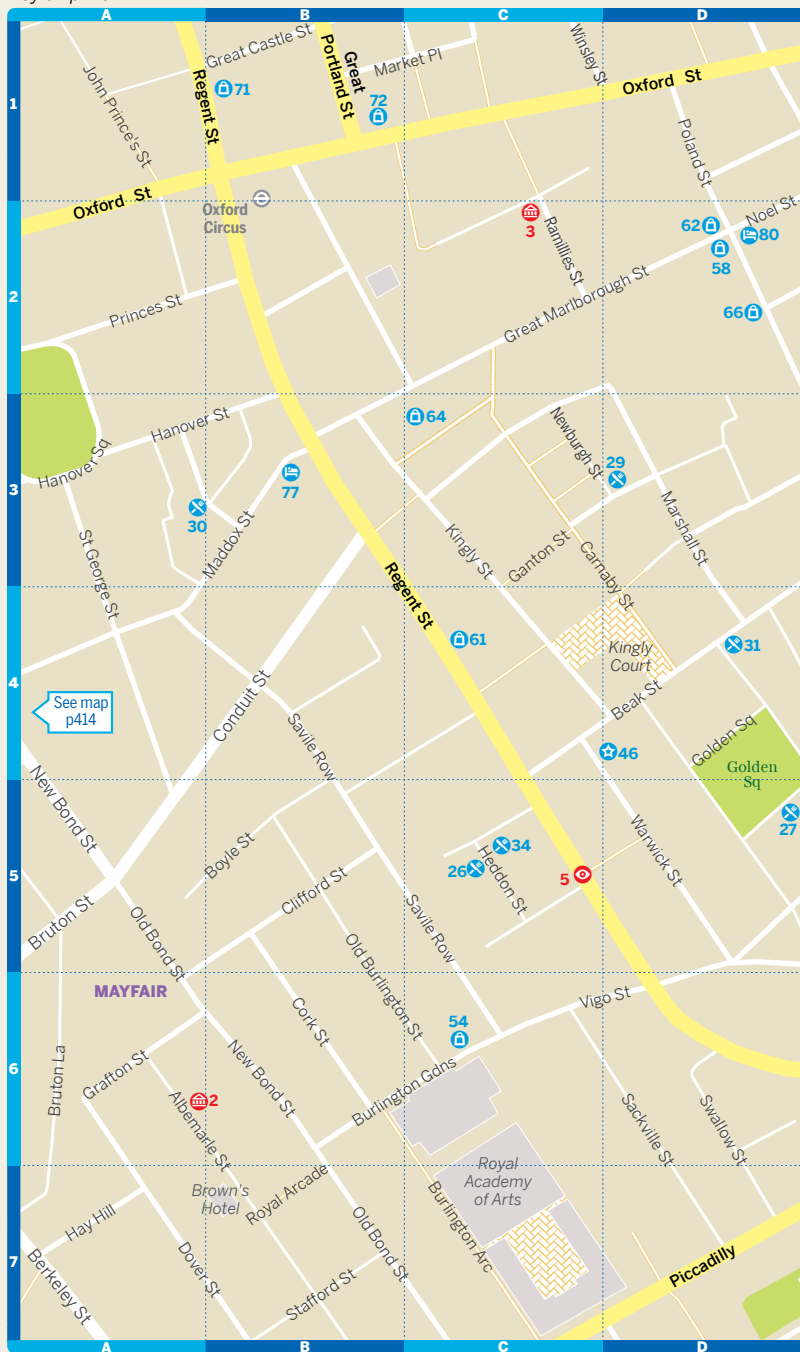 A
B
C
D
1
Great Castle St
Great
Portland St
Market Pl
Winsley St
John Prince's St
Regent St
71
72
Oxford St
Poland St
Oxford St
Oxford
Circus
3
Ramillies St
62
58
Noel St
80
2
Princes St
Great Marlborough St
66
Hanover St
64
Newburgh St
29
Hanover Sq
77
3
30
Maddox St
Marshall St
St George St
Kingly St
Ganton St
Carnaby St
Regent St
61
Kingly
Court
31
4
See map
p414
Conduit St
Savile Row
Beak St
46
Golden Sq
Golden
Sq
27
New Bond St
Boyle St
34
26
Heddon St
5
Warwick St
5
Clifford St
Bruton St
Old Bond St
Savile Row
Old Burlington St
MAYFAIR
Cork St
54
Vigo St
6
Bruton La
Grafton St
New Bond St
Burlington Gdns
2
Albemarle St
Sackville St
Swallow St
Royal
Academy
of Arts
Brown's
Hotel
Royal Arcade
Burlington Arc
Hay Hill
Old Bond St
7
Dover St
Berkeley St
Stafford St
Piccadilly
A
B
C
D